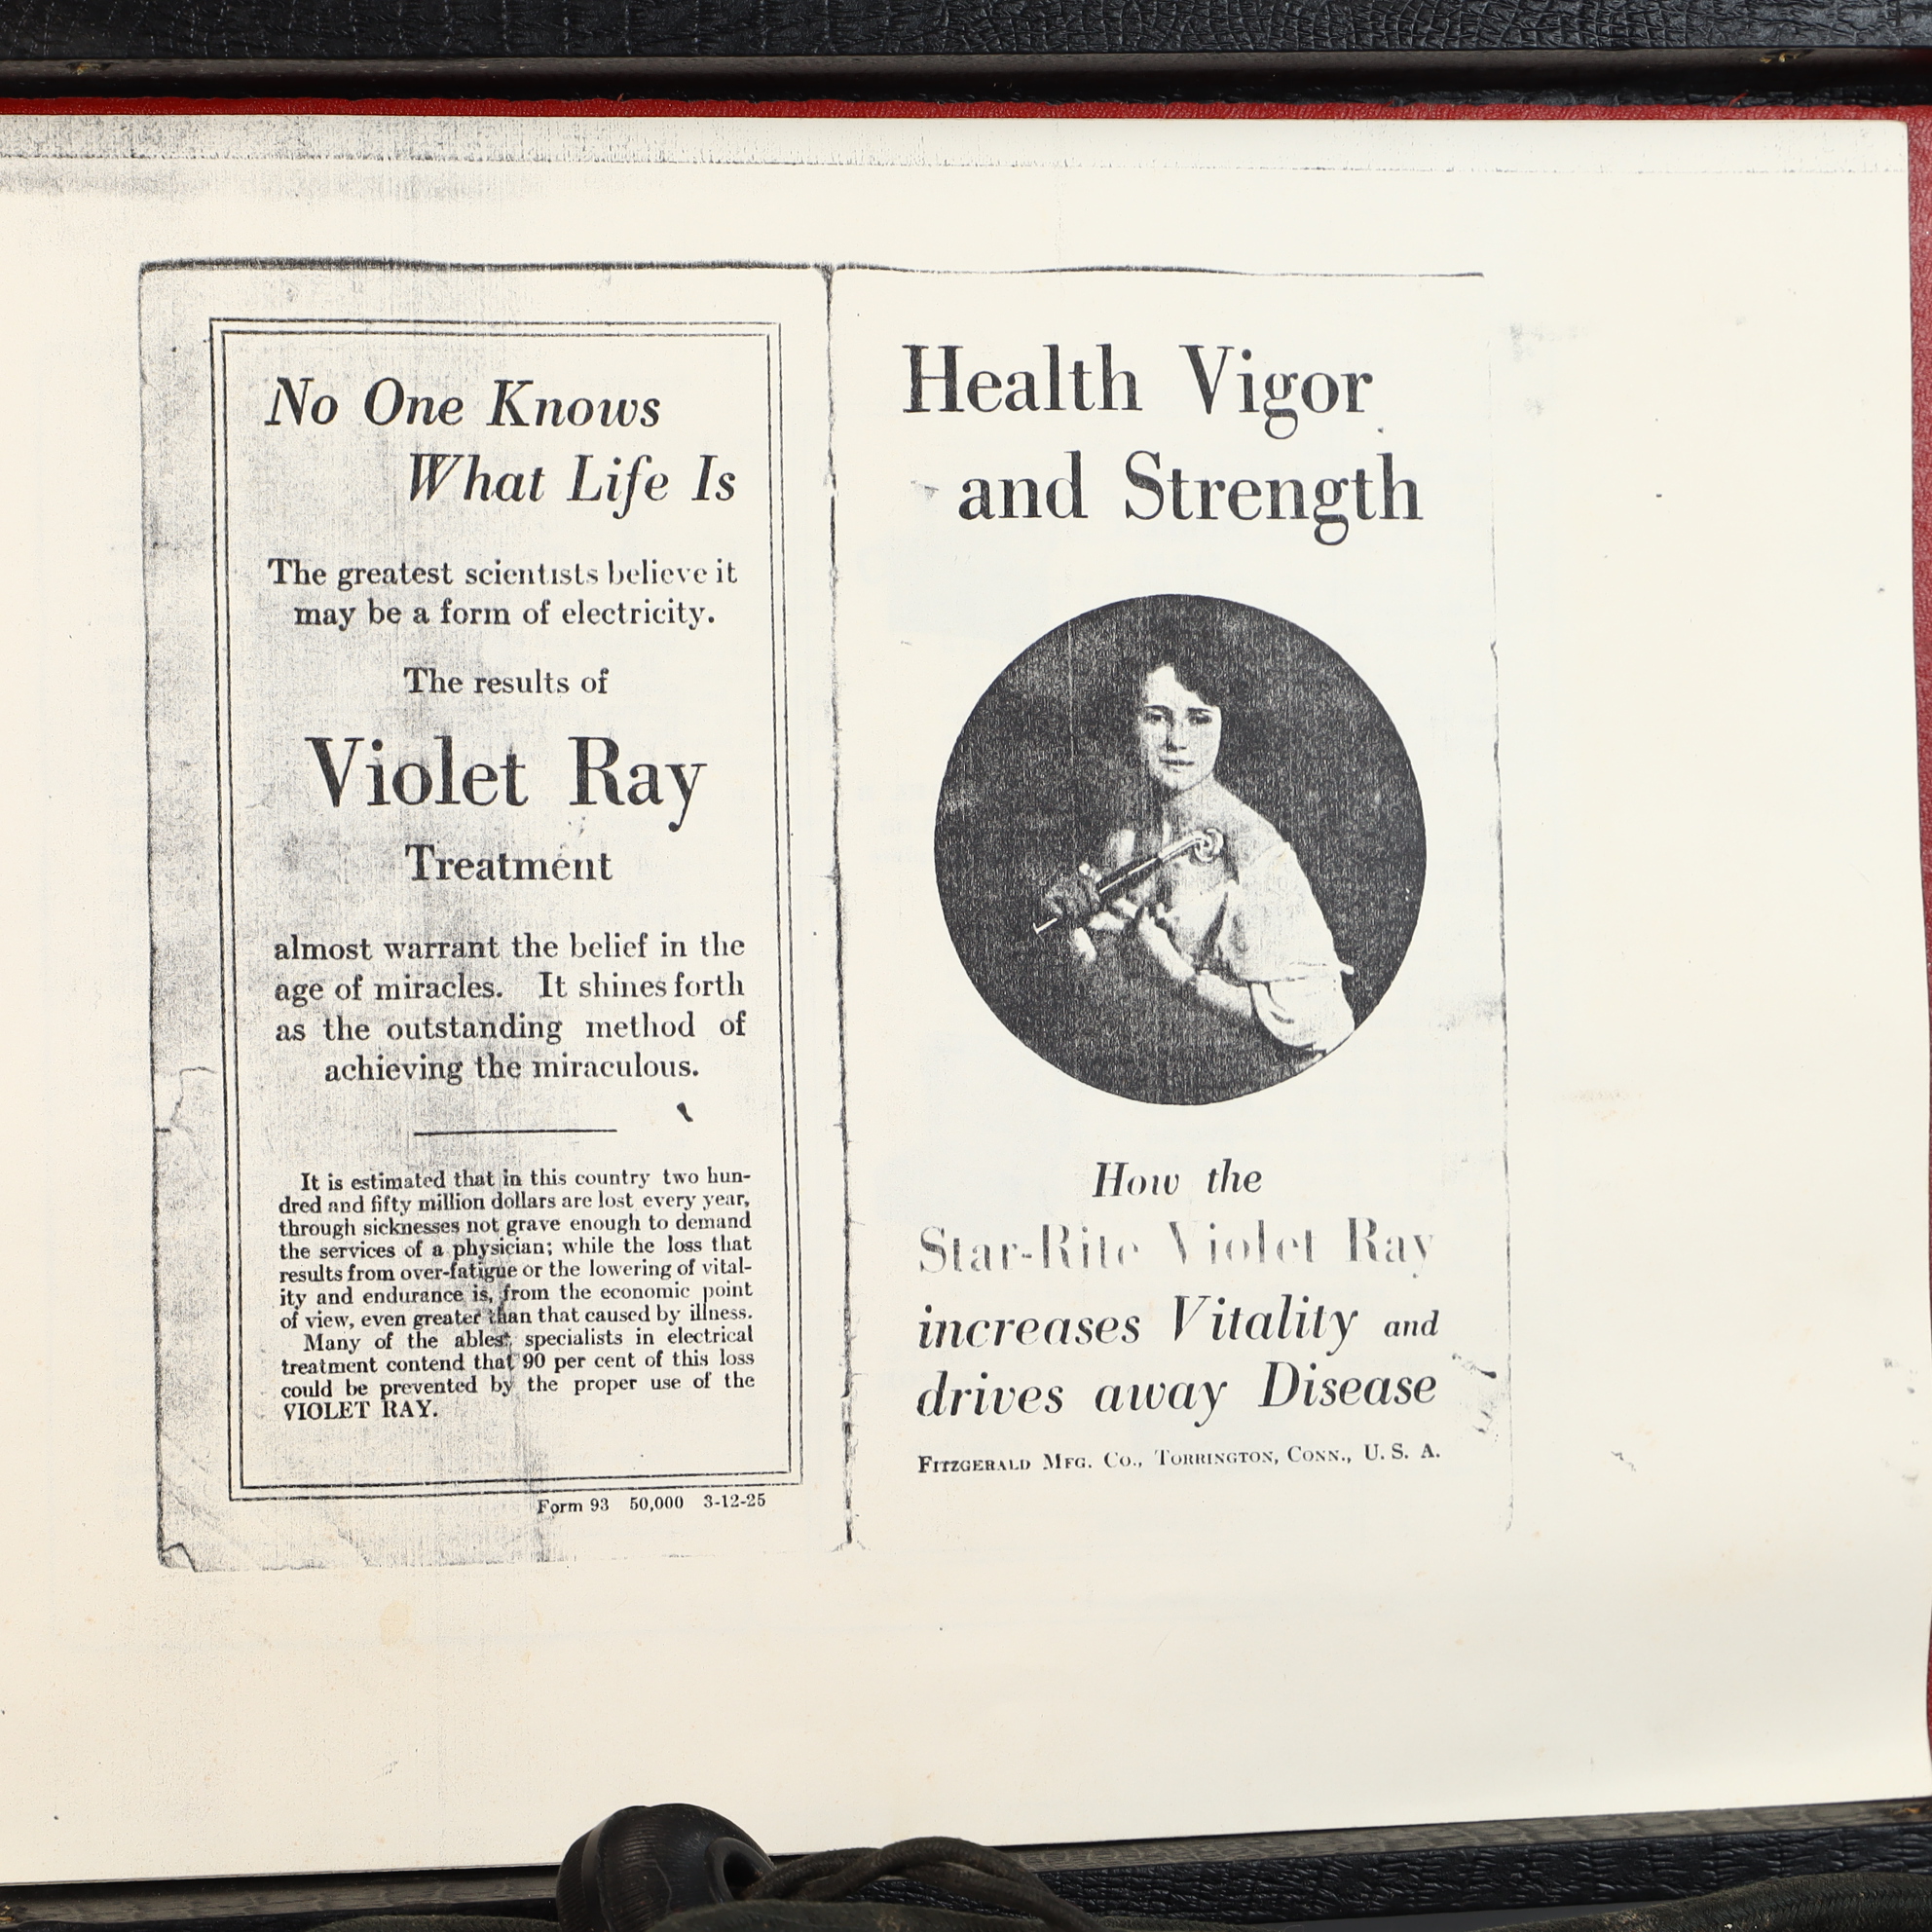 No One Knows
What Life Is
The greatest scientists believe it
may be a form of electricity.
The results of
Violet Ray
Treatment
almost warrant the belief in the
age of miracles. It shines forth
as the outstanding method of
achieving the miraculous.
It is estimated that in this country two hun-
dred and fifty million dollars are lost every year,
through sicknesses not grave enough to demand
the services of a physician; while the loss that
results from over-fatigue or the lowering of vital-
ity and endurance is, from the economic point
of view, even greater than that caused by illness.
Many of the ablest specialists in electrical
treatment contend that 90 per cent of this loss
could be prevented by the proper use of the
VIOLET RAY.
Form 93 50,000 3-12-25
Health Vigor
and Strength
How the
Star-Rite Violet Ray
increases Vitality and
drives away Disease
FITZGERALD MFG. CO., TORRINGTON, CONN., U. S. A.